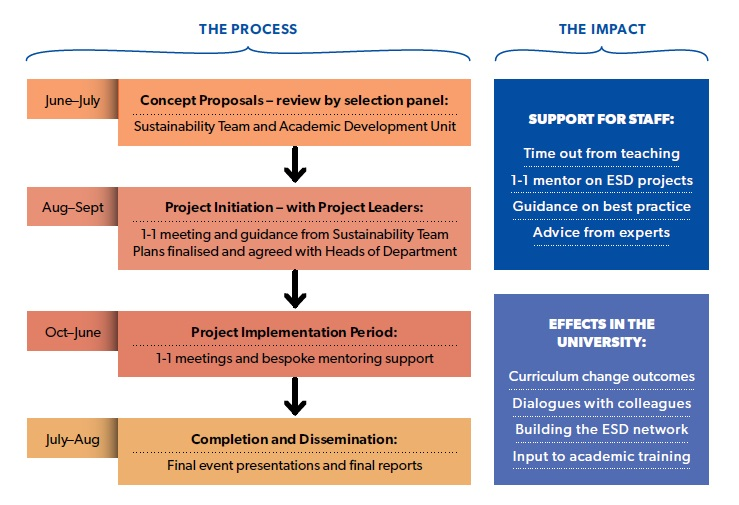 THE PROCESS
June–July
Concept Proposals – review by selection panel:
Sustainability Team and Academic Development Unit
Aug–Sept
Project Initiation – with Project Leaders:
1-1 meeting and guidance from Sustainability Team
Plans finalised and agreed with Heads of Department
Oct–June
Project Implementation Period:
1-1 meetings and bespoke mentoring support
July–Aug
Completion and Dissemination:
Final event presentations and final reports
THE IMPACT
SUPPORT FOR STAFF:
Time out from teaching
1-1 mentor on ESD projects
Guidance on best practice
Advice from experts
EFFECTS IN THE
UNIVERSITY:
Curriculum change outcomes
Dialogues with colleagues
Building the ESD network
Input to academic training